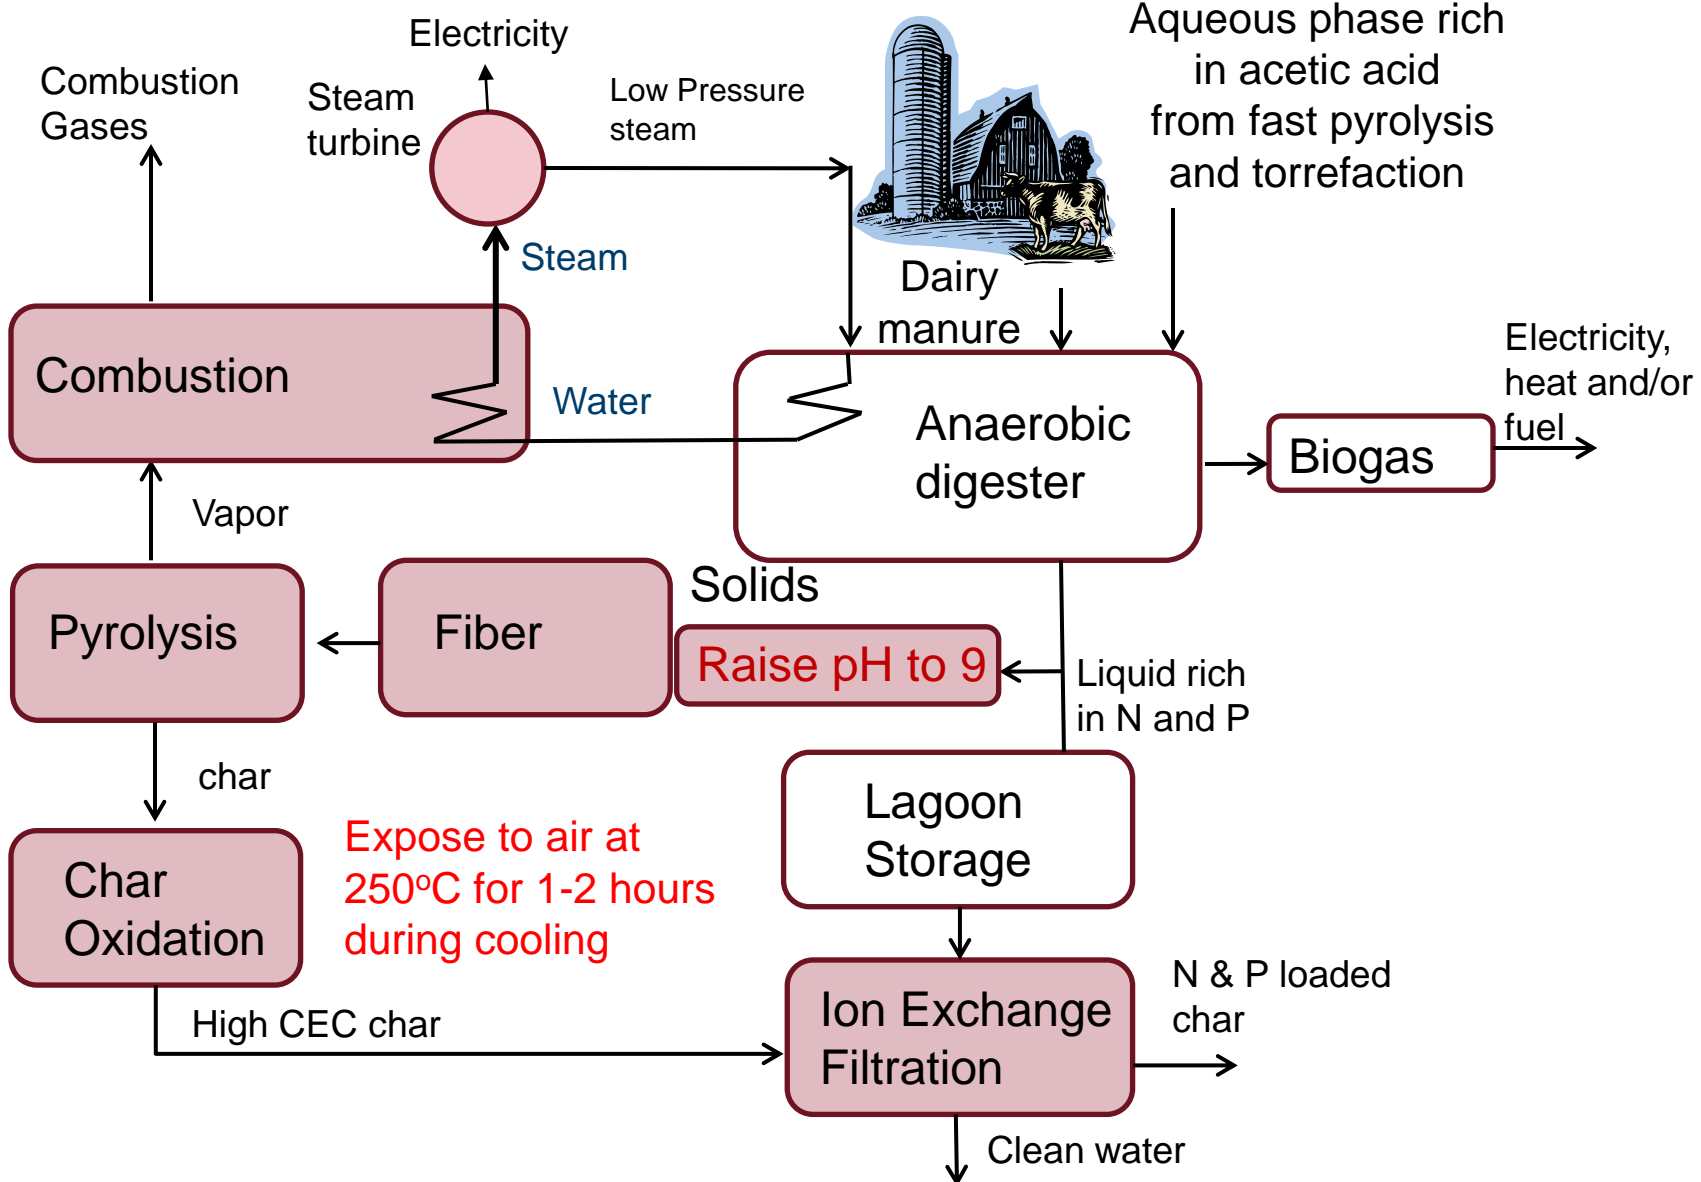 Electricity
Aqueous phase rich
in acetic acid
from fast pyrolysis
and torrefaction
Combustion
Gases
Steam
turbine
Low Pressure
steam
Steam
Dairy
manure
Electricity,
heat and/or
fuel
Combustion
Water
Anaerobic
digester
Biogas
Vapor
Solids
Pyrolysis
Fiber
Raise pH to 9
Liquid rich
in N and P
char
Lagoon
Storage
Expose to air at
250°C for 1-2 hours
during cooling
Char
Oxidation
High CEC char
Ion Exchange
Filtration
N & P loaded
char
Clean water